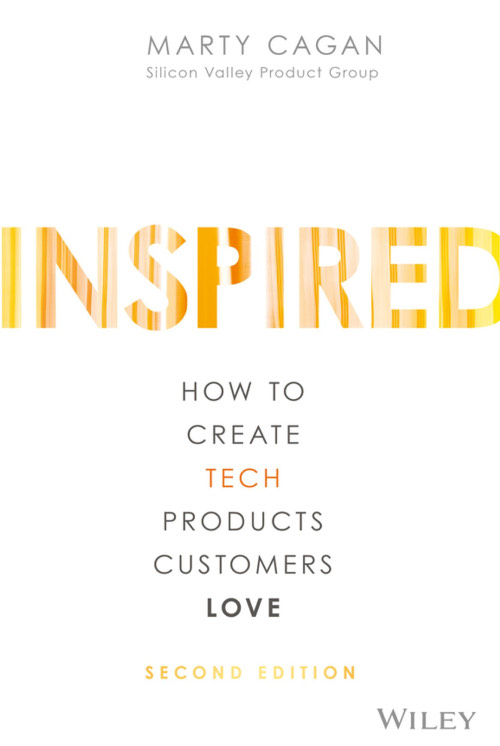 MARTY CAGAN
Silicon Valley Product Group
INSPIRED
HOW TO
CREATE
TECH
PRODUCTS
CUSTOMERS
LOVE
SECOND EDITION
WILEY